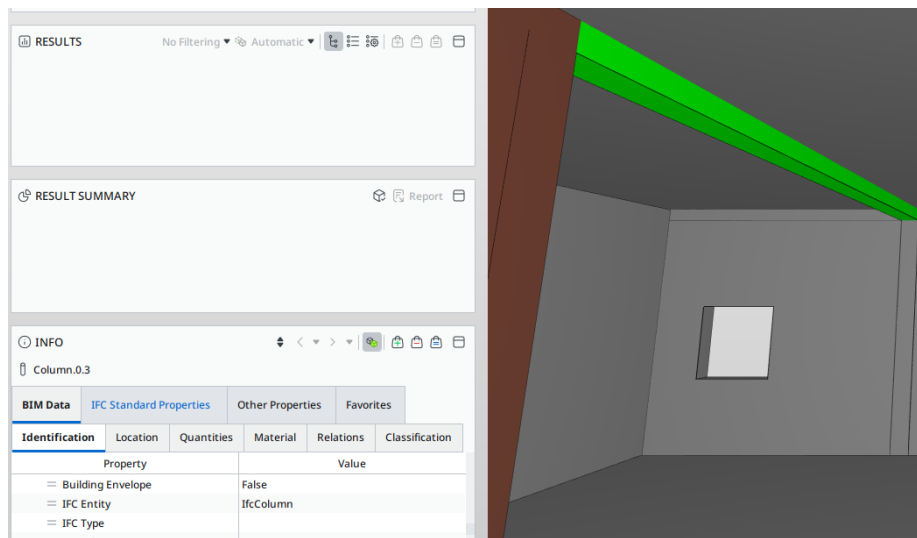 RESULTS No Filtering Automatic
RESULT SUMMARY Report
INFO
Column.0.3
BIM Data IFC Standard Properties Other Properties Favorites
Identification Location Quantities Material Relations Classification
Property Value
Building Envelope False
IFC Entity IfcColumn
IFC Type